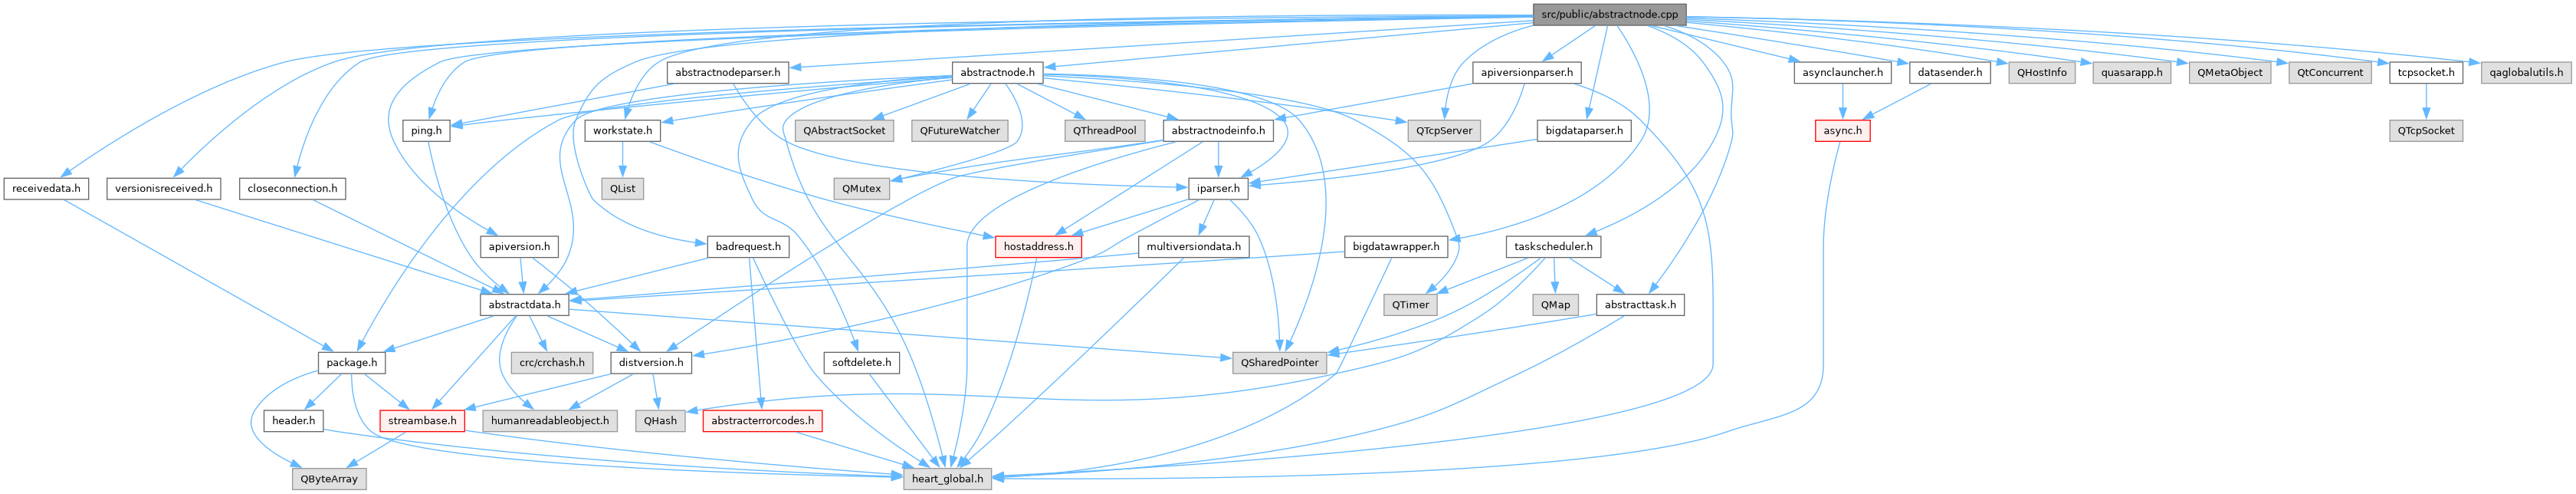 src/public/abstractnode.cpp
abstractnodeparser.h
abstractnode.h
apiversionparser.h
asynclauncher.h
datasender.h
QHostInfo
quasarapp.h
QMetaObject
QtConcurrent
tcpsocket.h
qaglobalutils.h
ping.h
workstate.h
QAbstractSocket
QFutureWatcher
QThreadPool
abstractnodeinfo.h
QTcpServer
bigdataparser.h
async.h
QTcpSocket
receivedata.h
versionisreceived.h
closeconnection.h
QList
QMutex
iparser.h
apiversion.h
badrequest.h
hostaddress.h
multiversiondata.h
bigdatawrapper.h
taskscheduler.h
abstractdata.h
QTimer
QMap
abstracttask.h
package.h
crc/crchash.h
distversion.h
softdelete.h
QSharedPointer
header.h
streambase.h
humanreadableobject.h
QHash
abstracterrorcodes.h
QByteArray
heart_global.h